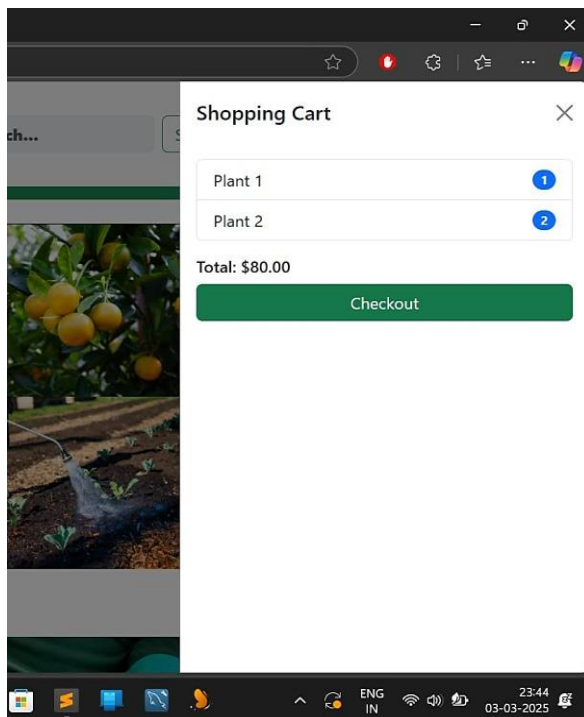 Shopping Cart
ch...
S
Plant 1
1
Plant 2
2
Total: $80.00
Checkout
ENG
IN
23:44
03-03-2025